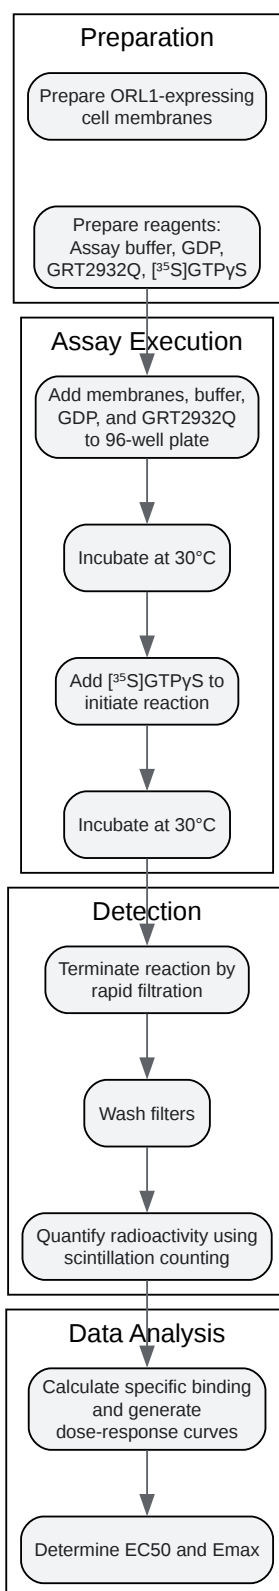 Preparation
Prepare ORL1-expressing
cell membranes
Prepare reagents:
Assay buffer, GDP,
GRT2932Q, [³⁵S]GTPγS
Assay Execution
Add membranes, buffer,
GDP, and GRT2932Q
to 96-well plate
Incubate at 30°C
Add [³⁵S]GTPγS to
initiate reaction
Incubate at 30°C
Detection
Terminate reaction by
rapid filtration
Wash filters
Quantify radioactivity using
scintillation counting
Data Analysis
Calculate specific binding
and generate
dose-response curves
Determine EC50 and Emax